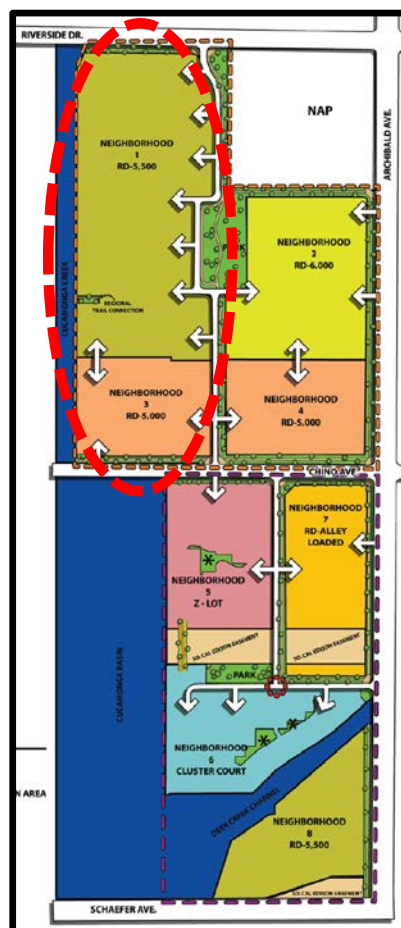 RIVERSIDE DR.
NAP
ARCHIBALD AVE.
NEIGHBORHOOD
1
RD-5,500
NEIGHBORHOOD
2
RD-6,000
PARK
CUCAMONGA CREEK
REGIONAL
TRAIL CONNECTION
NEIGHBORHOOD
3
RD-5,000
NEIGHBORHOOD
4
RD-5,000
CHINO AVE.
NEIGHBORHOOD
5
Z - LOT
NEIGHBORHOOD
7
RD-ALLEY
LOADED
SO.CAL EDISON EASEMENT
SO.CAL EDISON EASEMENT
PARK
CUCAMONGA BASIN
NEIGHBORHOOD
6
CLUSTER COURT
DEER CREEK CHANNEL
N AREA
NEIGHBORHOOD
8
RD-5,500
SO.CAL EDISON EASEMENT
SCHAEFER AVE.